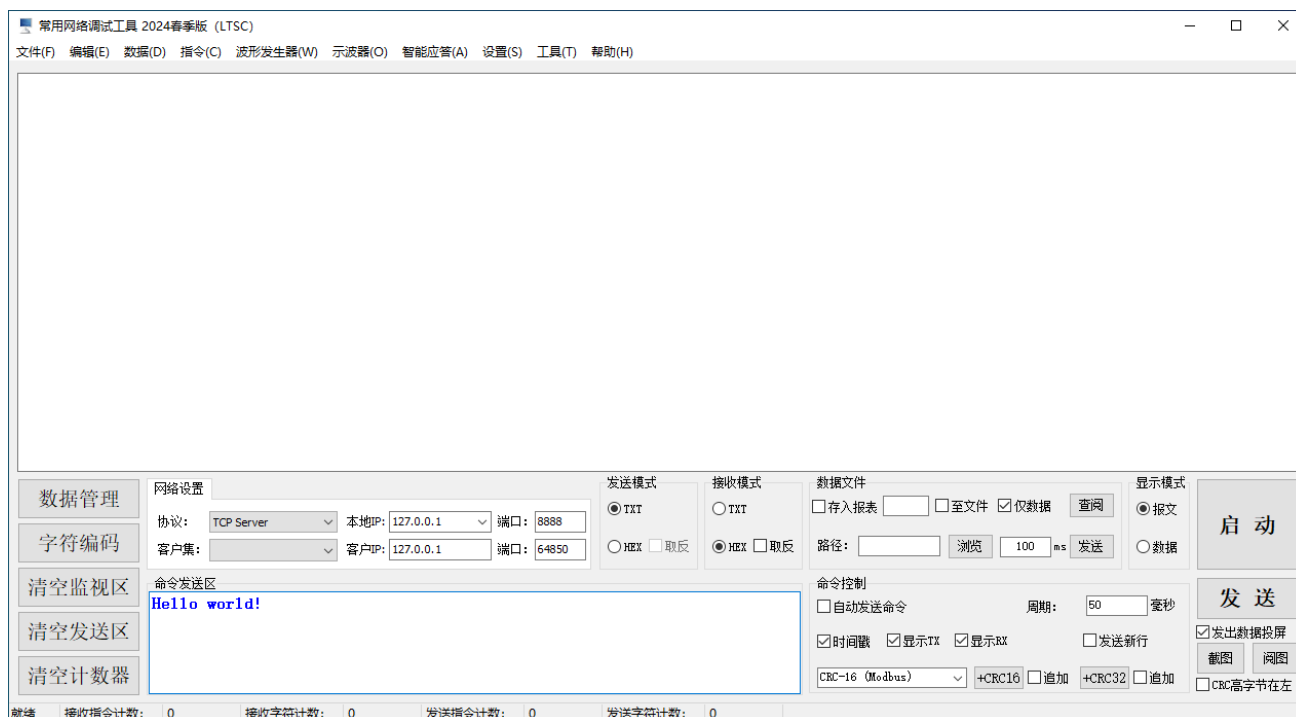 常用网络调试工具 2024春季版（LTSC）
文件(F) 编辑(E) 数据(D) 指令(C) 波形发生器(W) 示波器(O) 智能应答(A) 设置(S) 工具(T) 帮助(H)
数据管理
字符编码
清空监视区
清空发送区
清空计数器
网络设置
协议： TCP Server 本地IP: 127.0.0.1 端口: 8888
客户集: 客户IP: 127.0.0.1 端口: 64850
发送模式
TXT
HEX 取反
接收模式
TXT
HEX 取反
数据文件
存入报表 至文件 仅数据 查阅
路径： 浏览 100 ms 发送
显示模式
报文
数据
启 动
命令发送区
Hello world!
命令控制
自动发送命令 周期： 50 毫秒
时间戳 显示TX 显示RX 发送新行
CRC-16 (Modbus) +CRC16 追加 +CRC32 追加
发 送
发出数据投屏
截图 阅图
CRC高字节在左
就绪 接收指令计数： 0 接收字符计数： 0 发送指令计数： 0 发送字符计数： 0